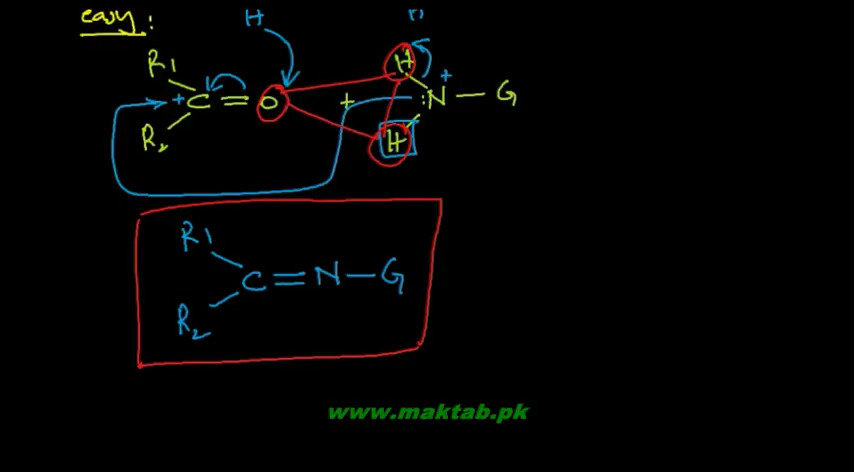 easy :
H H
R1 H +
+ C = O + :N — G
R2 H
R1
C = N — G
R2
www.maktab.pk